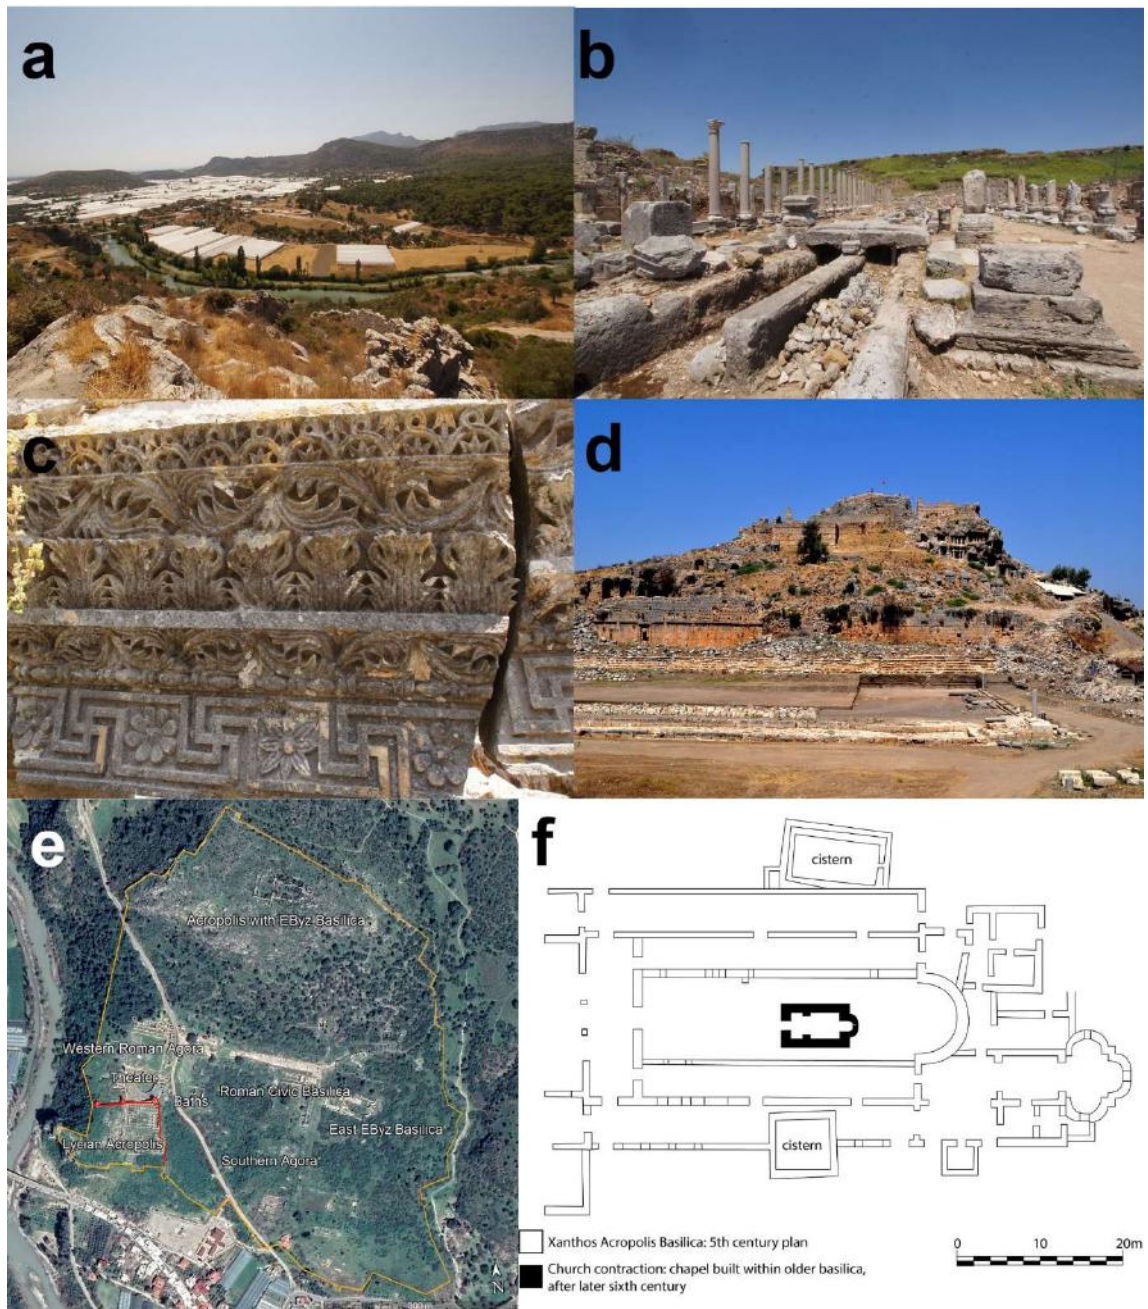 a
b
c
d
e
Acropolis with EByz Basilica
Western Roman Agora
Theater
Baths
Roman Civic Basilica
East EByz Basilica
Lycian Acropolis
Southern Agora
N
f
cistern
cistern
Xanthos Acropolis Basilica: 5th century plan
Church contraction: chapel built within older basilica,
after later sixth century
0 10 20m